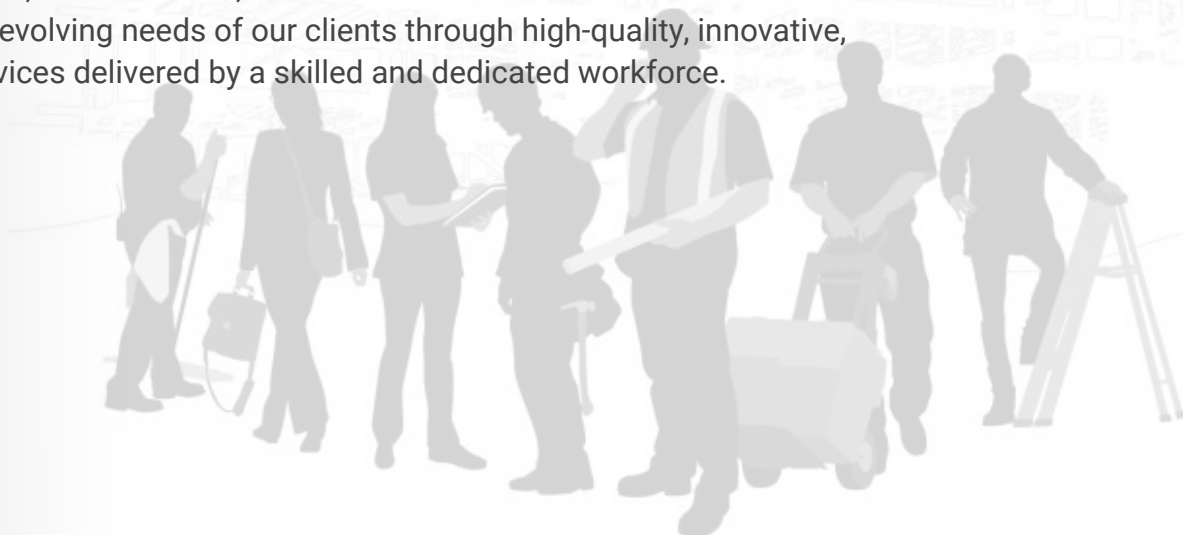 evolving needs of our clients through high-quality, innovative,
vices delivered by a skilled and dedicated workforce.